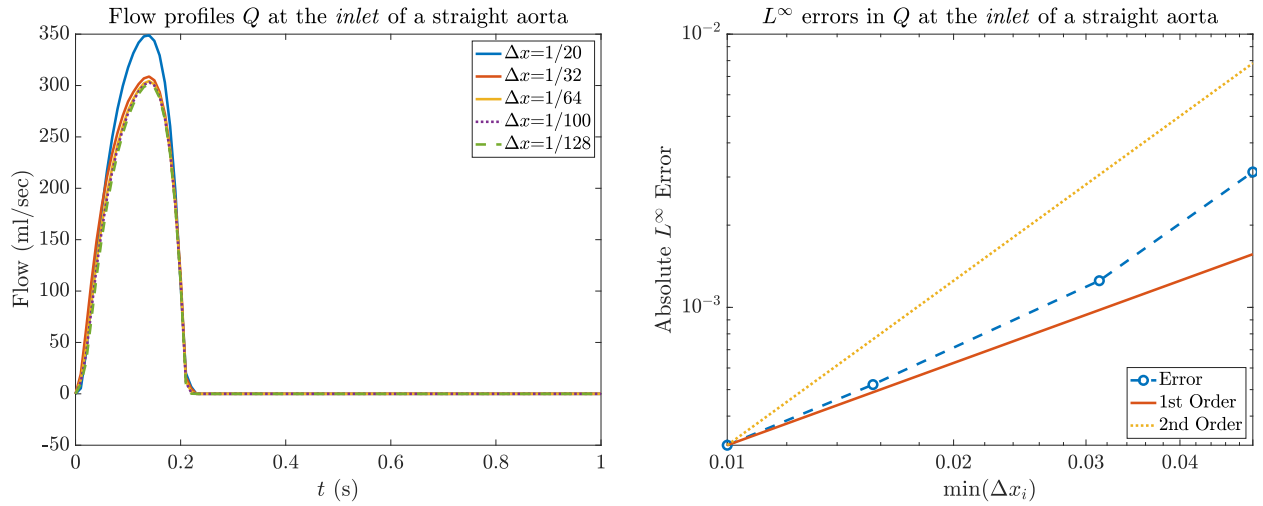 Flow profiles Q at the inlet of a straight aorta
350
300
250
200
150
100
50
0
-50
Flow (ml/sec)
Δx=1/20
Δx=1/32
Δx=1/64
Δx=1/100
Δx=1/128
0
0.2
0.4
0.6
0.8
1
t (s)
L^∞ errors in Q at the inlet of a straight aorta
10^−2
10^−3
Absolute L^∞ Error
Error
1st Order
2nd Order
0.01
0.02
0.03
0.04
min(Δx_i)